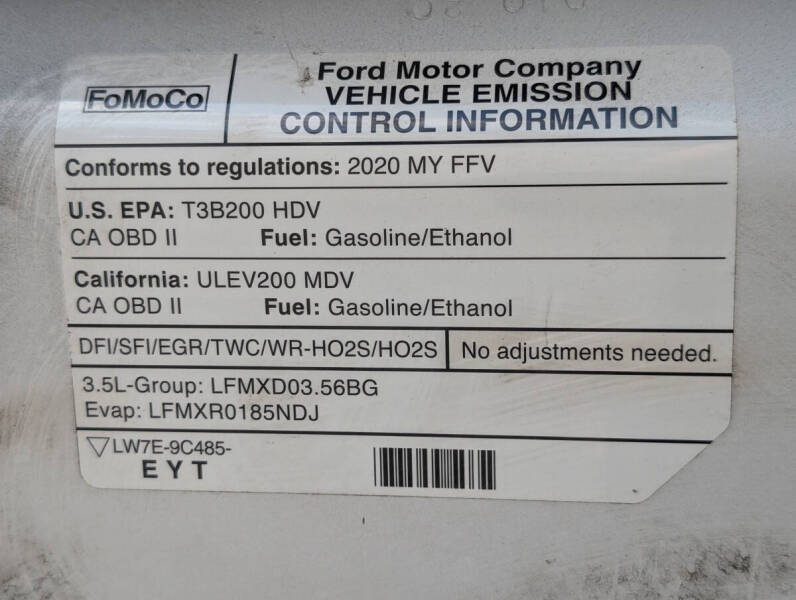 FoMoCo
Ford Motor Company
VEHICLE EMISSION
CONTROL INFORMATION
Conforms to regulations: 2020 MY FFV
U.S. EPA: T3B200 HDV
CA OBD II Fuel: Gasoline/Ethanol
California: ULEV200 MDV
CA OBD II Fuel: Gasoline/Ethanol
DFI/SFI/EGR/TWC/WR-HO2S/HO2S No adjustments needed.
3.5L-Group: LFMXD03.56BG
Evap: LFMXR0185NDJ
LW7E-9C485-
EYT